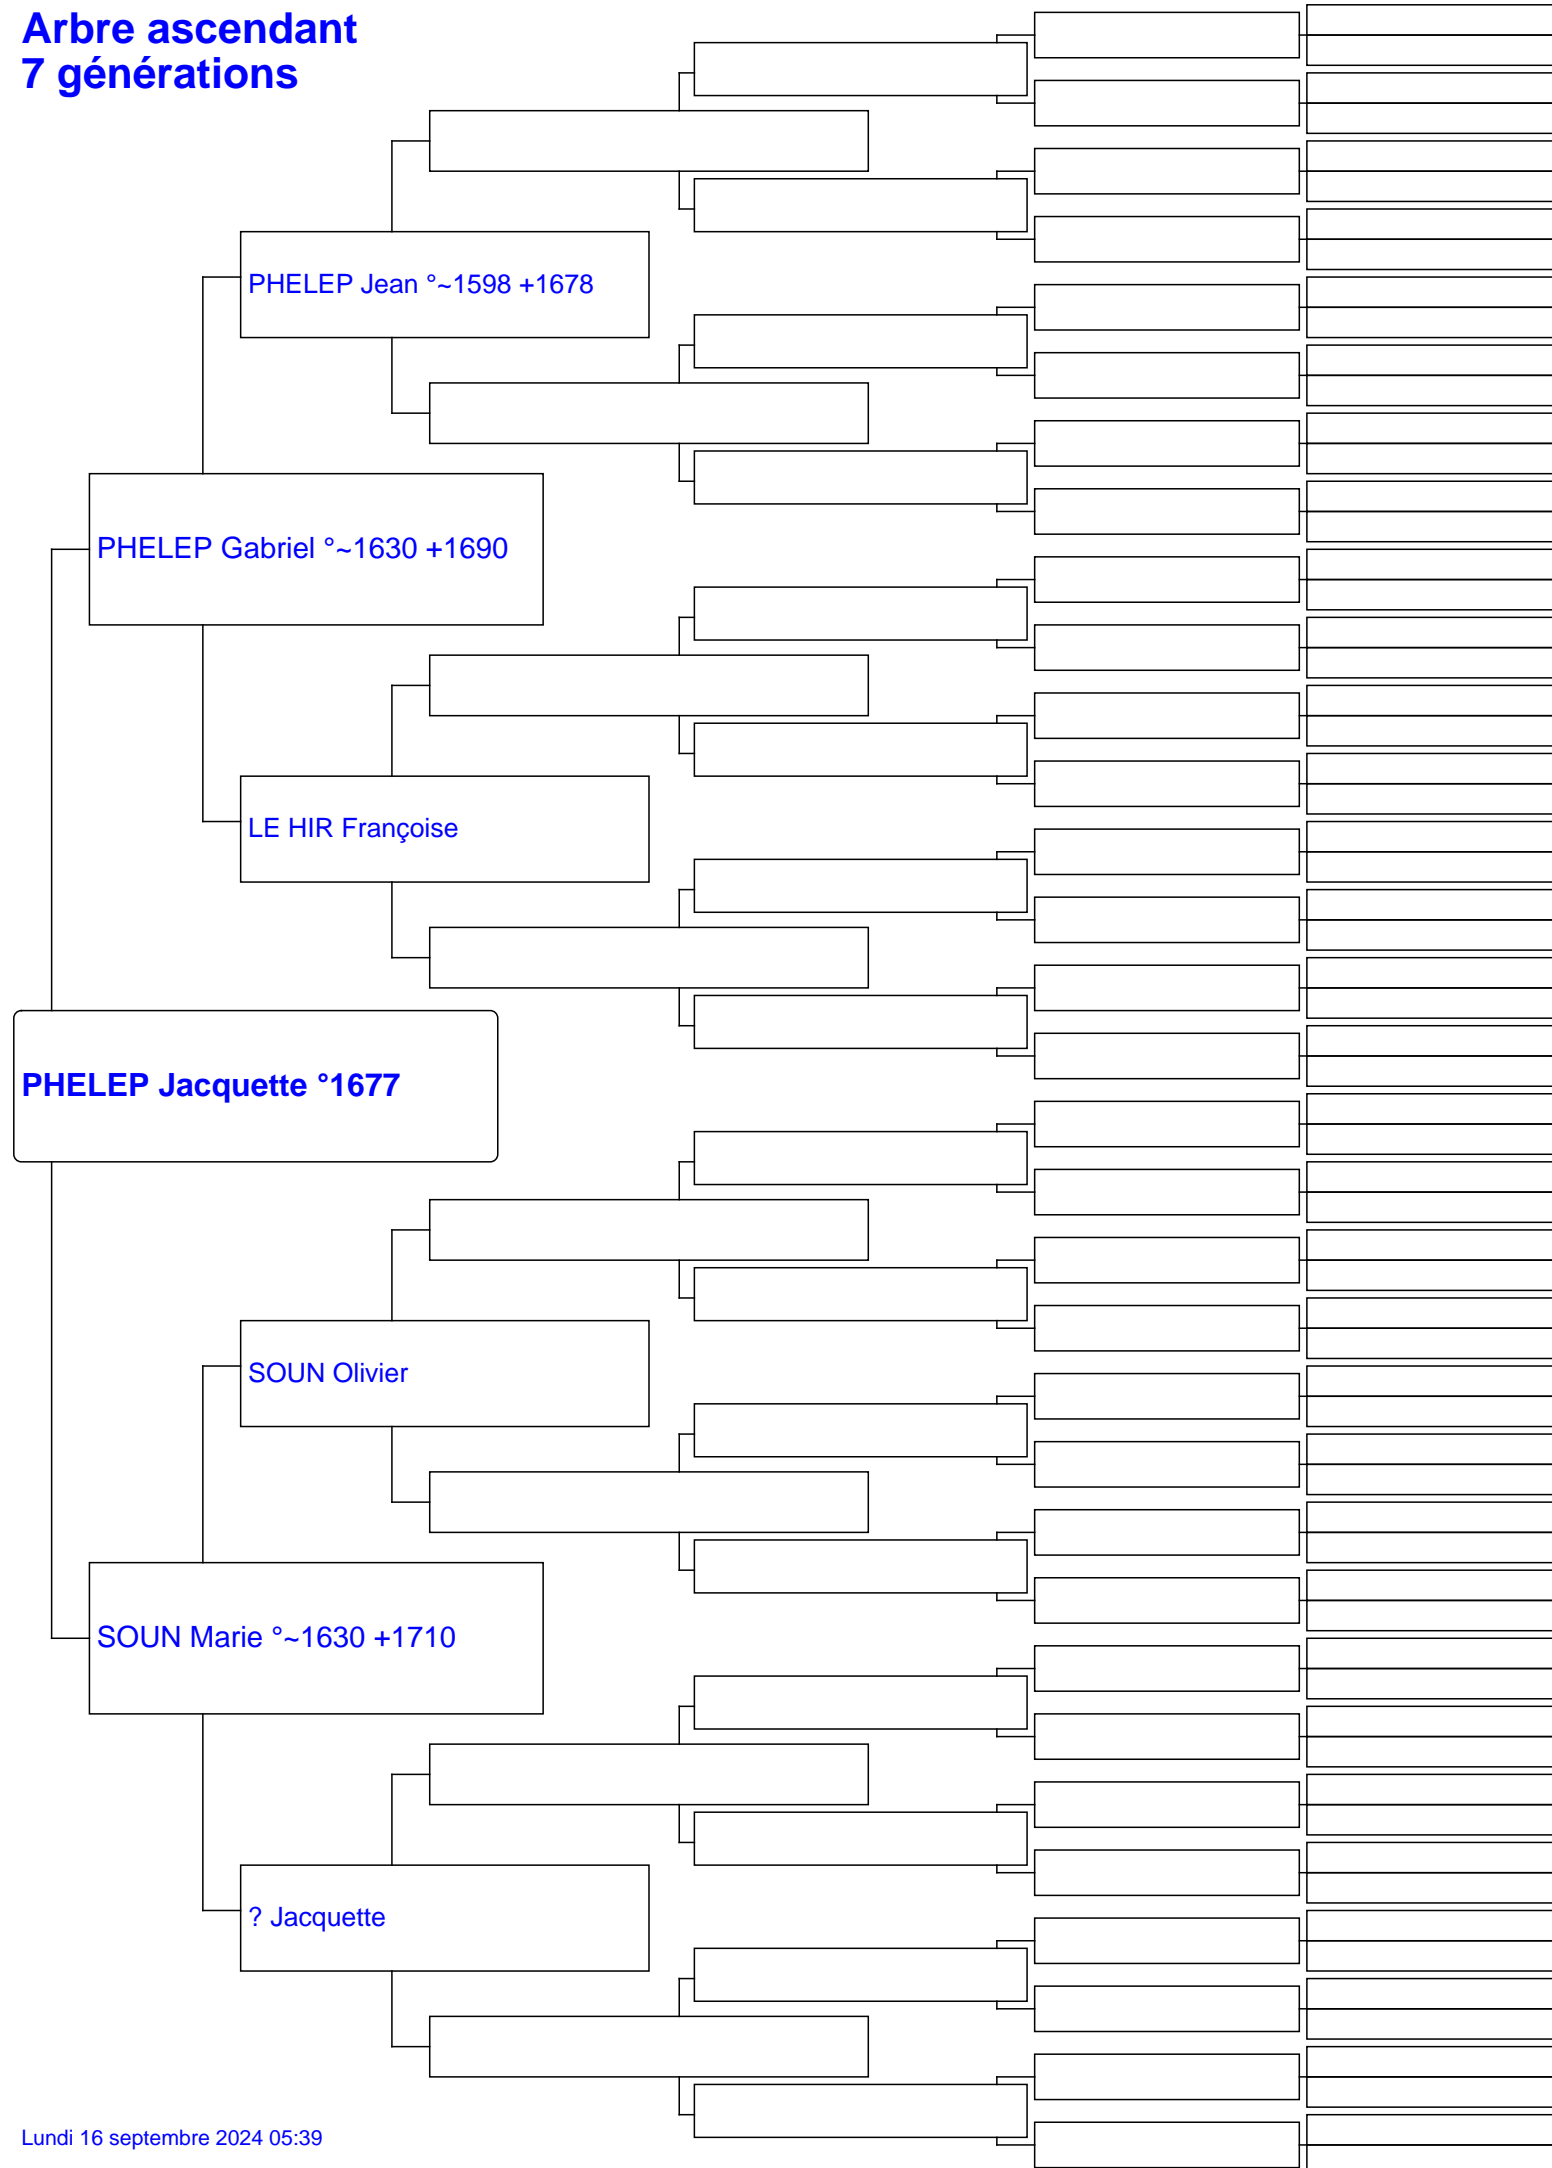 Arbre ascendant
7 générations
PHELEP Jean °~1598 +1678
PHELEP Gabriel °~1630 +1690
LE HIR Françoise
PHELEP Jacquette °1677
SOUN Olivier
SOUN Marie °~1630 +1710
? Jacquette
Lundi 16 septembre 2024 05:39